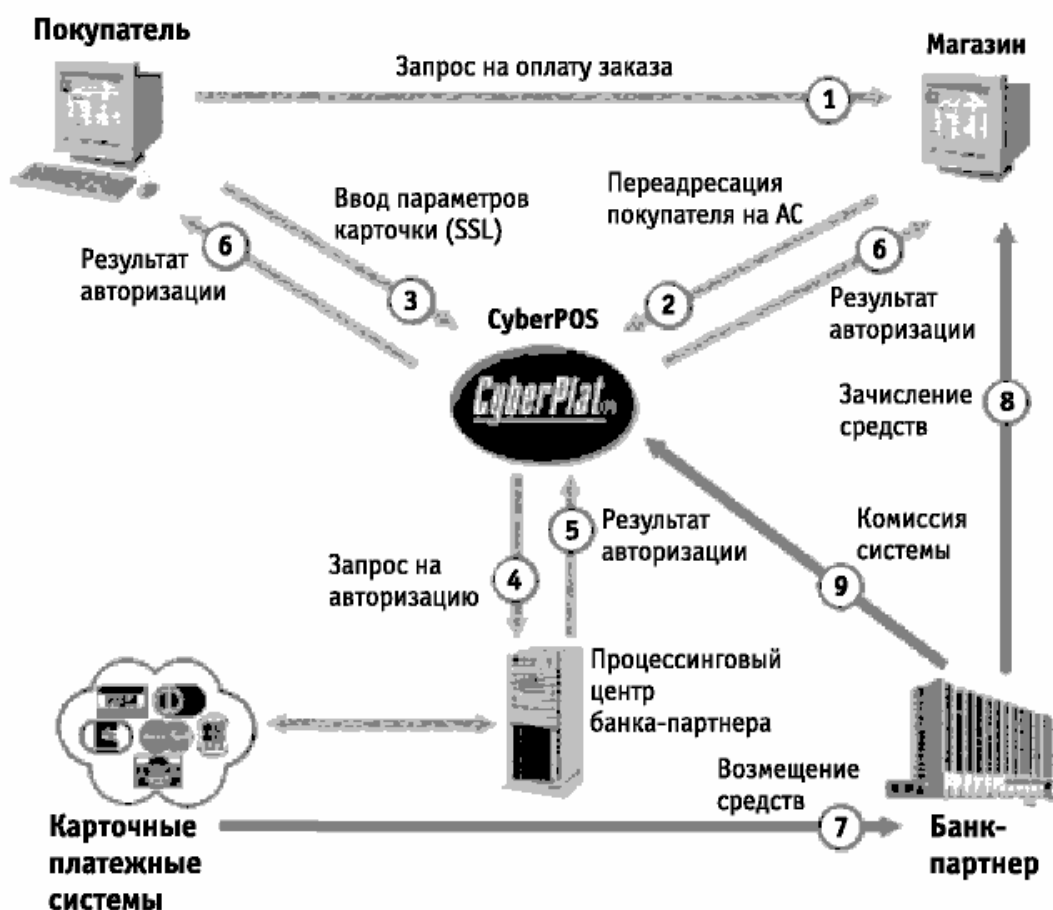 Покупатель
Магазин
Запрос на оплату заказа
1
Ввод параметров
карточки (SSL)
Переадресация
покупателя на АС
6
6
Результат
авторизации
3
2
Результат
авторизации
CyberPOS
CyberPlat
Зачисление
средств
8
5
Результат
авторизации
Комиссия
системы
Запрос на
авторизацию
4
9
Процессинговый
центр
банка-партнера
Возмещение
средств
7
Карточные
платежные
системы
Банк-
партнер